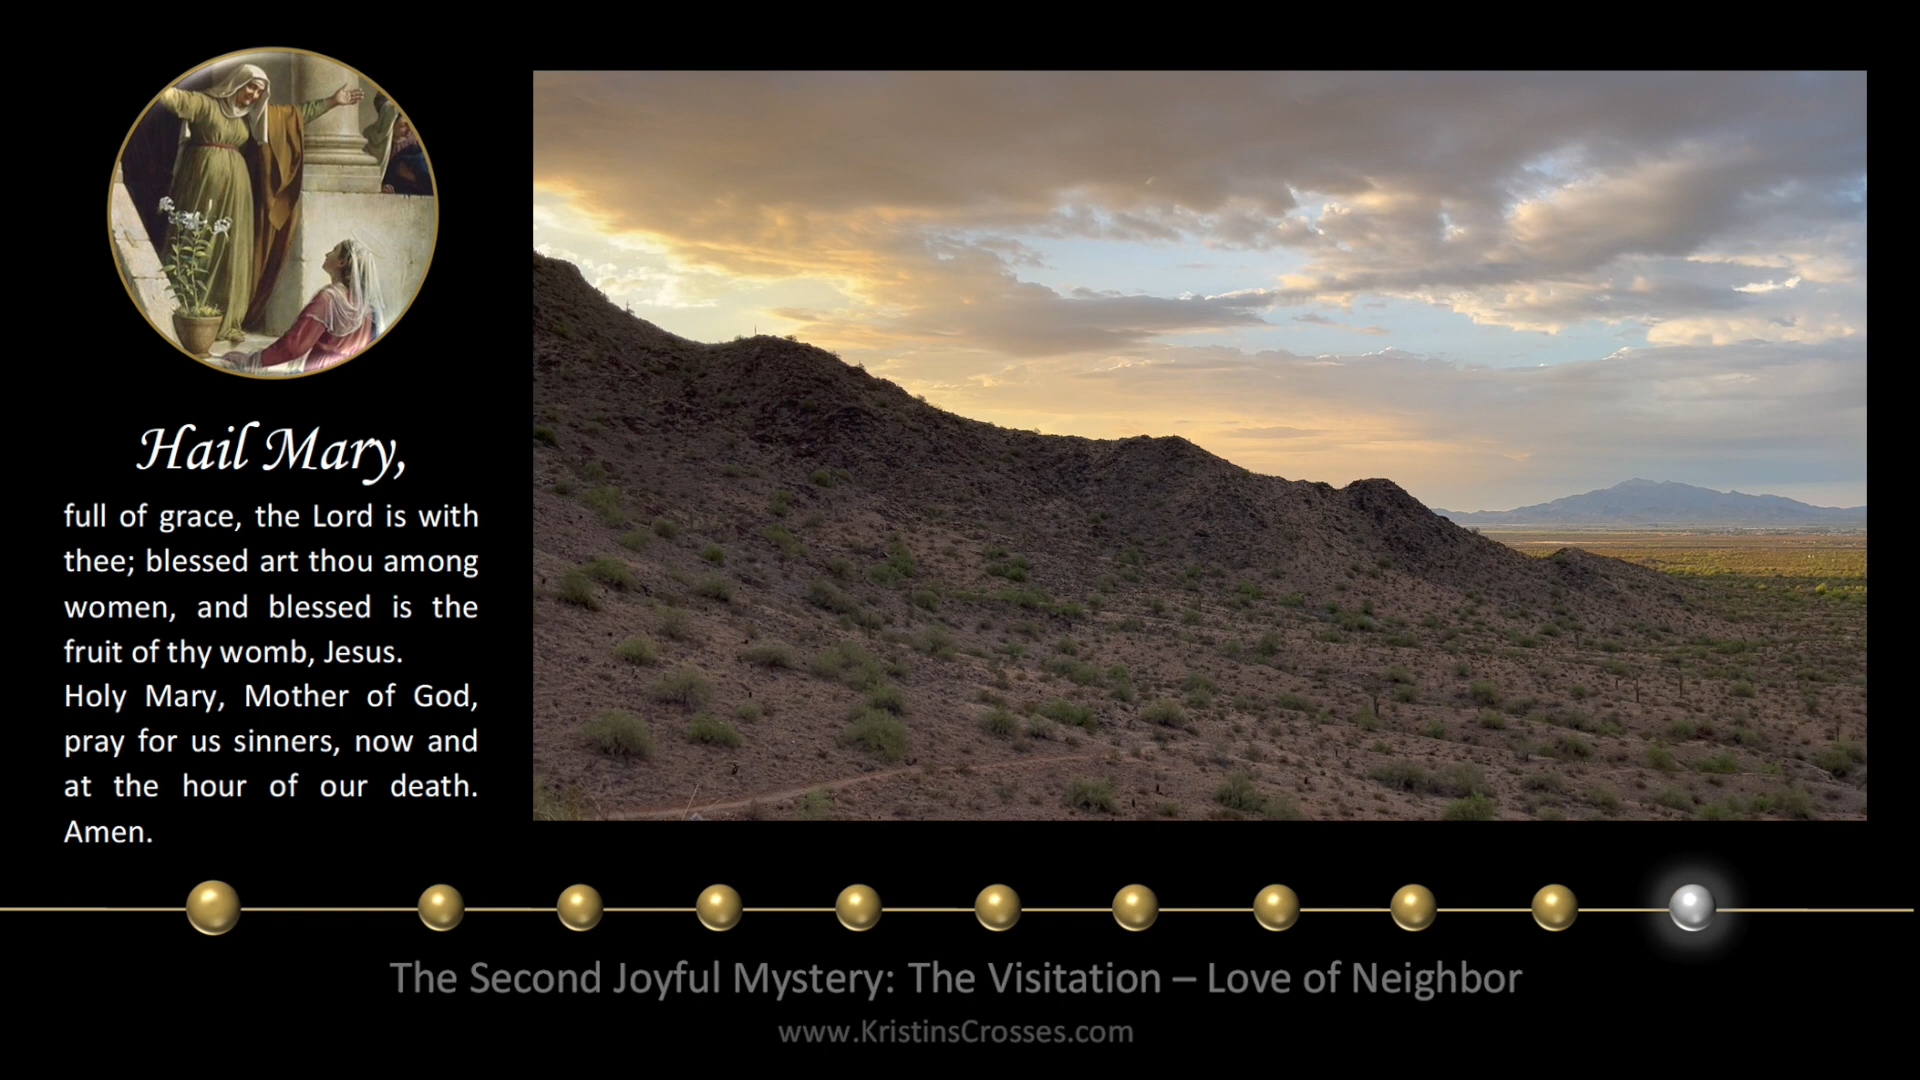 Hail Mary,
full of grace, the Lord is with
thee; blessed art thou among
women, and blessed is the
fruit of thy womb, Jesus.
Holy Mary, Mother of God,
pray for us sinners, now and
at the hour of our death.
Amen.
The Second Joyful Mystery: The Visitation – Love of Neighbor
www.KristinsCrosses.com